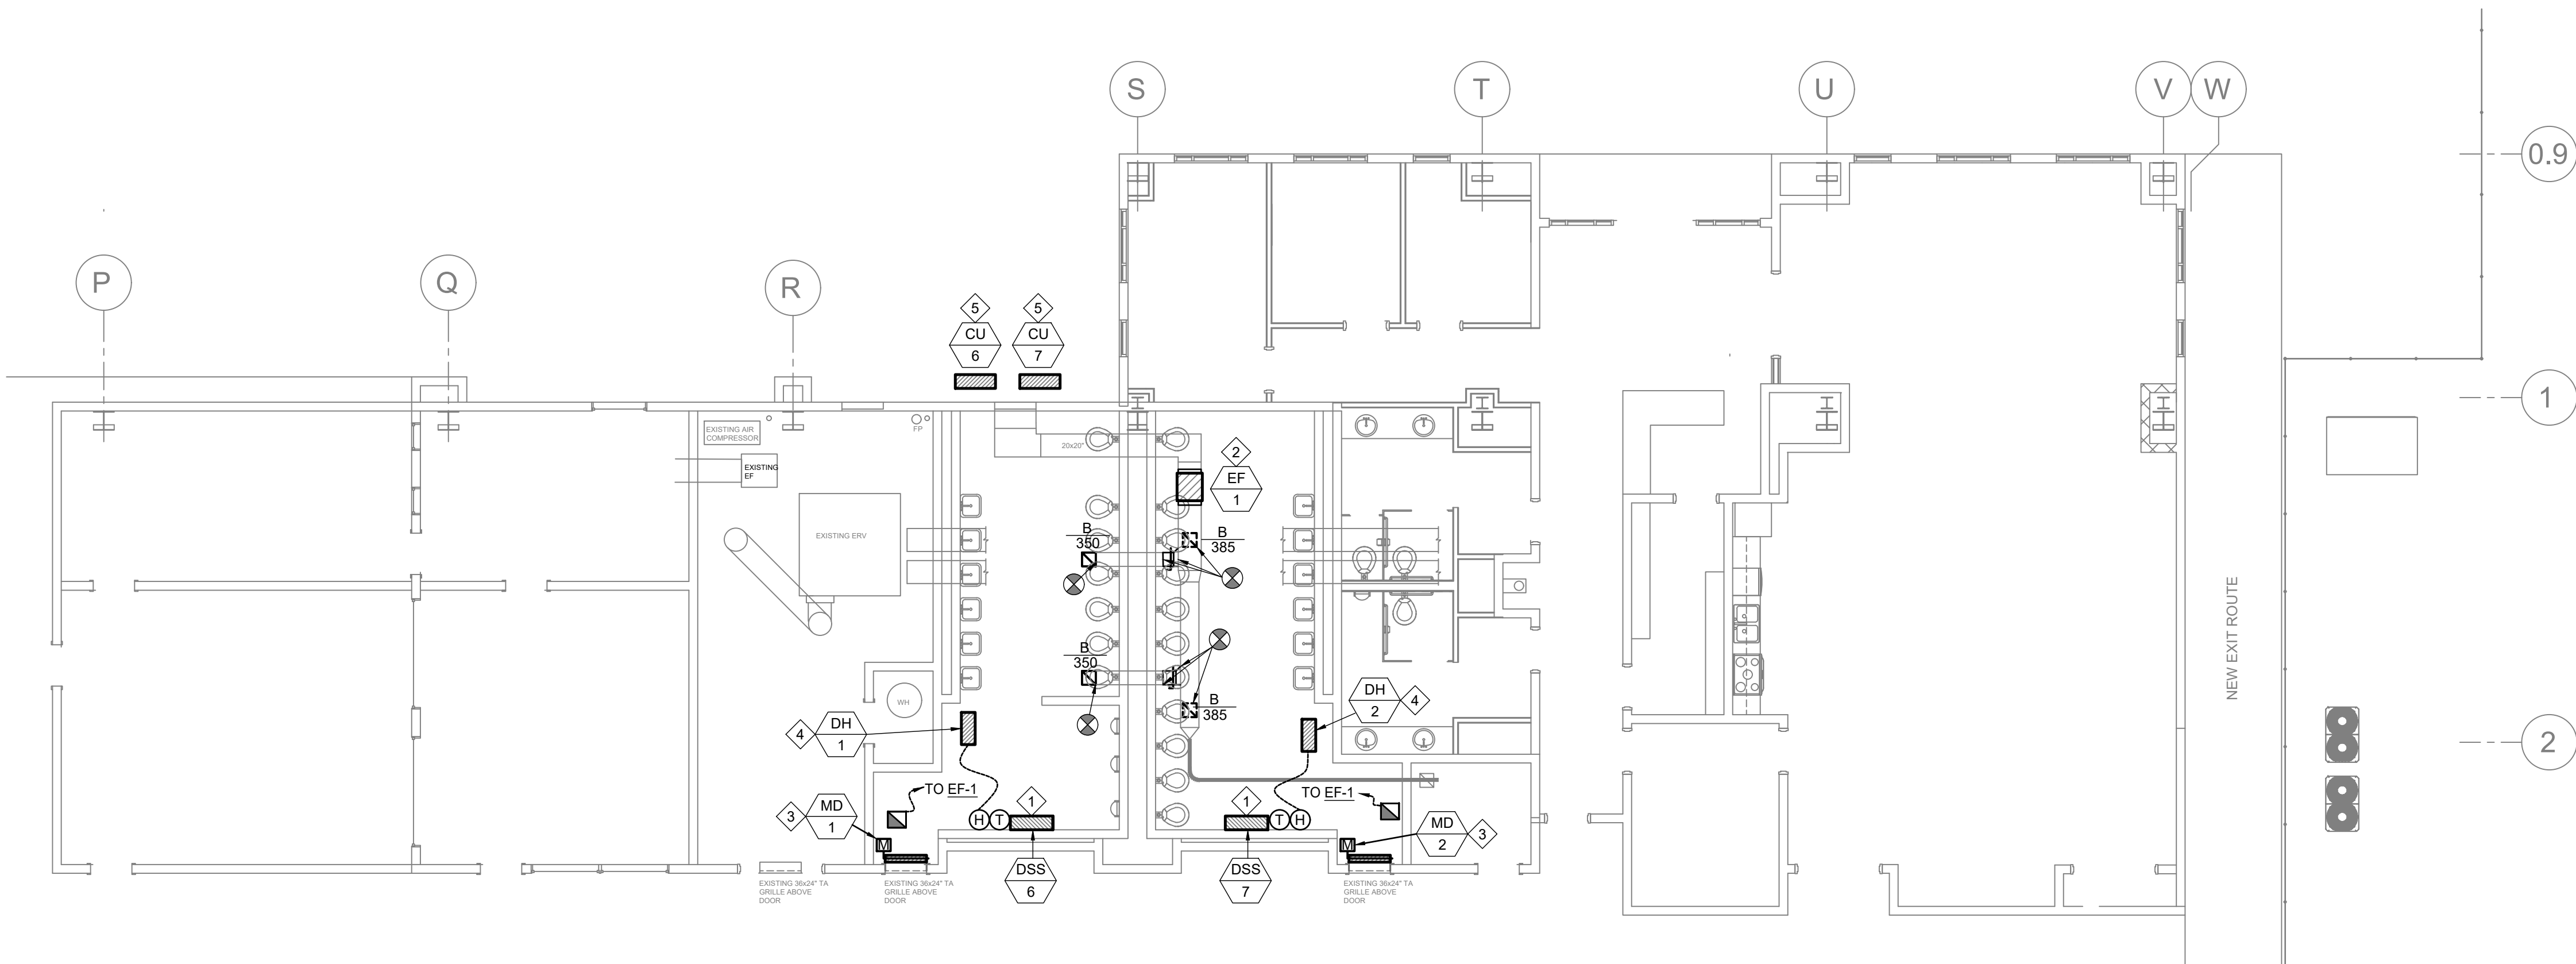 S
T
U
V
W
0.9
P
Q
R
5
CU
6
5
CU
7
1
EXISTING AIR
COMPRESSOR
FP
20x20"
EXISTING
EF
2
EF
1
EXISTING ERV
B
350
B
385
B
350
B
385
WH
NEW EXIT ROUTE
4
DH
1
DH
2
4
2
TO EF-1
H
T
1
1
T
H
TO EF-1
3
MD
1
M
M
MD
2
3
DSS
6
DSS
7
EXISTING 36x24" TA
GRILLE ABOVE
DOOR
EXISTING 36x24" TA
GRILLE ABOVE
DOOR
EXISTING 36x24" TA
GRILLE ABOVE
DOOR